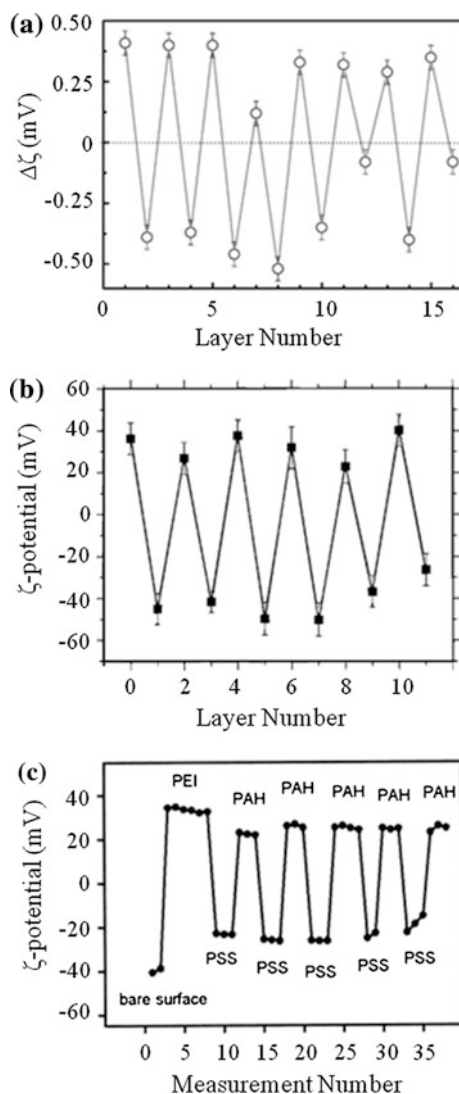 (a)
Δζ (mV)
0.50
0.25
0
-0.25
-0.50
0 5 10 15
Layer Number
(b)
ζ-potential (mV)
60
40
20
0
-20
-40
-60
0 2 4 6 8 10
Layer Number
(c)
ζ-potential (mV)
40
20
0
-20
-40
-60
PEI PAH PAH PAH PAH PAH
PSS PSS PSS PSS PSS
bare surface
0 5 10 15 20 25 30 35
Measurement Number